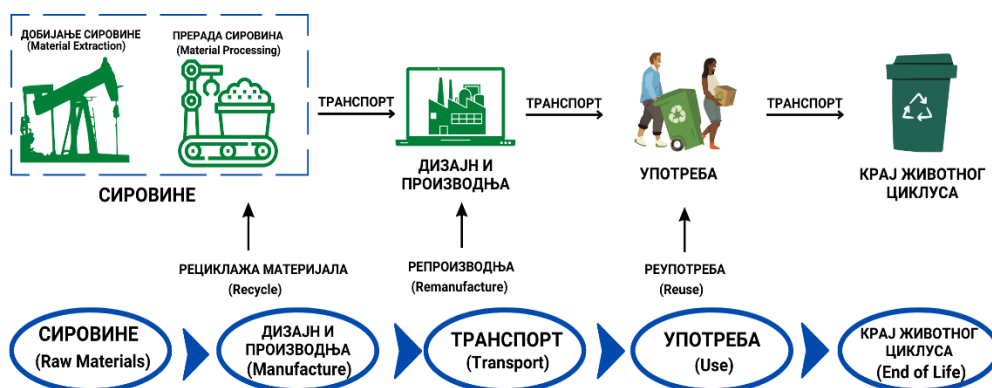 ДОБИЈАЊЕ СИРОВИНЕ
(Material Extraction)
ПРЕРАДА СИРОВИНА
(Material Processing)
ТРАНСПОРТ
ТРАНСПОРТ
ТРАНСПОРТ
СИРОВИНЕ
ДИЗАЈН И
ПРОИЗВОДЊА
УПОТРЕБА
КРАЈ ЖИВОТНОГ
ЦИКЛУСА
РЕЦИКЛАЖА МАТЕРИЈАЛА
(Recycle)
РЕПРОИЗВОДЊА
(Remanufacture)
РЕУПОТРЕБА
(Reuse)
СИРОВИНЕ
(Raw Materials)
ДИЗАЈН И
ПРОИЗВОДЊА
(Manufacture)
ТРАНСПОРТ
(Transport)
УПОТРЕБА
(Use)
КРАЈ ЖИВОТНОГ
ЦИКЛУСА
(End of Life)